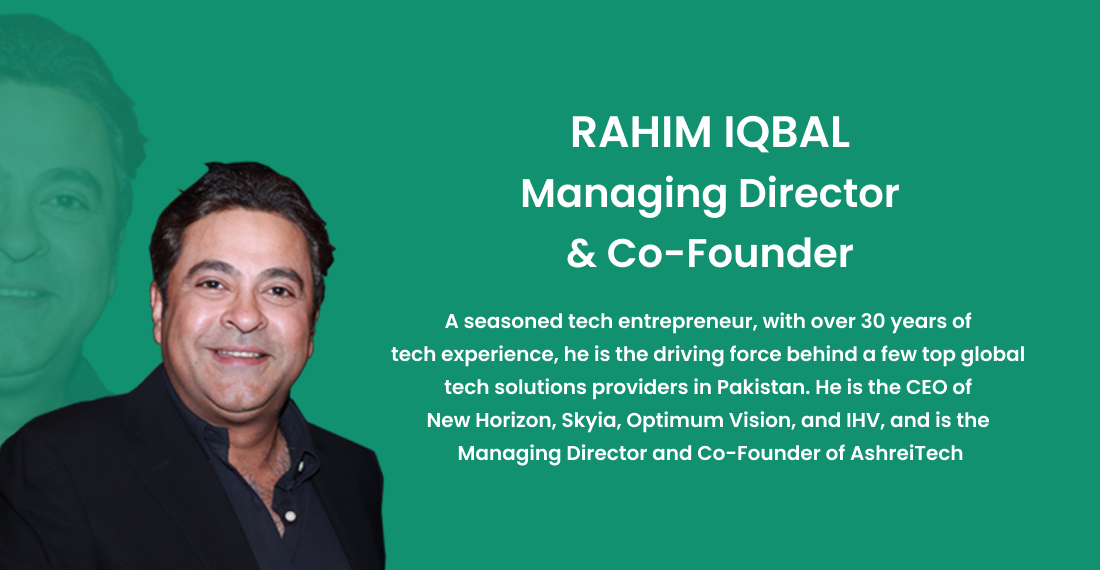 RAHIM IQBAL
Managing Director
& Co-Founder
A seasoned tech entrepreneur, with over 30 years of
tech experience, he is the driving force behind a few top global
tech solutions providers in Pakistan. He is the CEO of
New Horizon, Skyia, Optimum Vision, and IHV, and is the
Managing Director and Co-Founder of AshreiTech